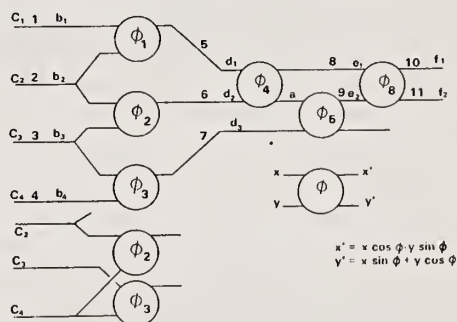 C₁ 1 b₁
ϕ₁
5
C₂ 2 b₂
d₁ 8 e₁ 10 f₁
ϕ₄ ϕ₈
6 d₂ a 9 e₂ 11 f₂
ϕ₂
ϕ₅
C₃ 3 b₃
7 d₃
C₄ 4 b₄
ϕ₃
x ϕ x'
y y'
C₂
ϕ₂
C₃
ϕ₃
C₄
x' = x cos ϕ - y sin ϕ
y' = x sin ϕ + y cos ϕ